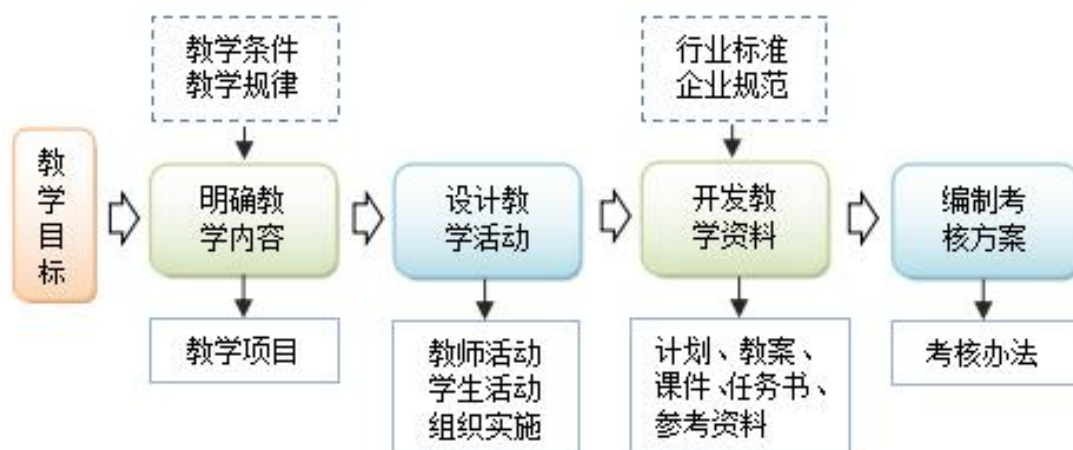 教学条件
教学规律
行业标准
企业规范
教
学
目
标
明确教
学内容
设计教
学活动
开发教
学资料
编制考
核方案
教学项目
教师活动
学生活动
组织实施
计划、教案、
课件、任务书、
参考资料
考核办法